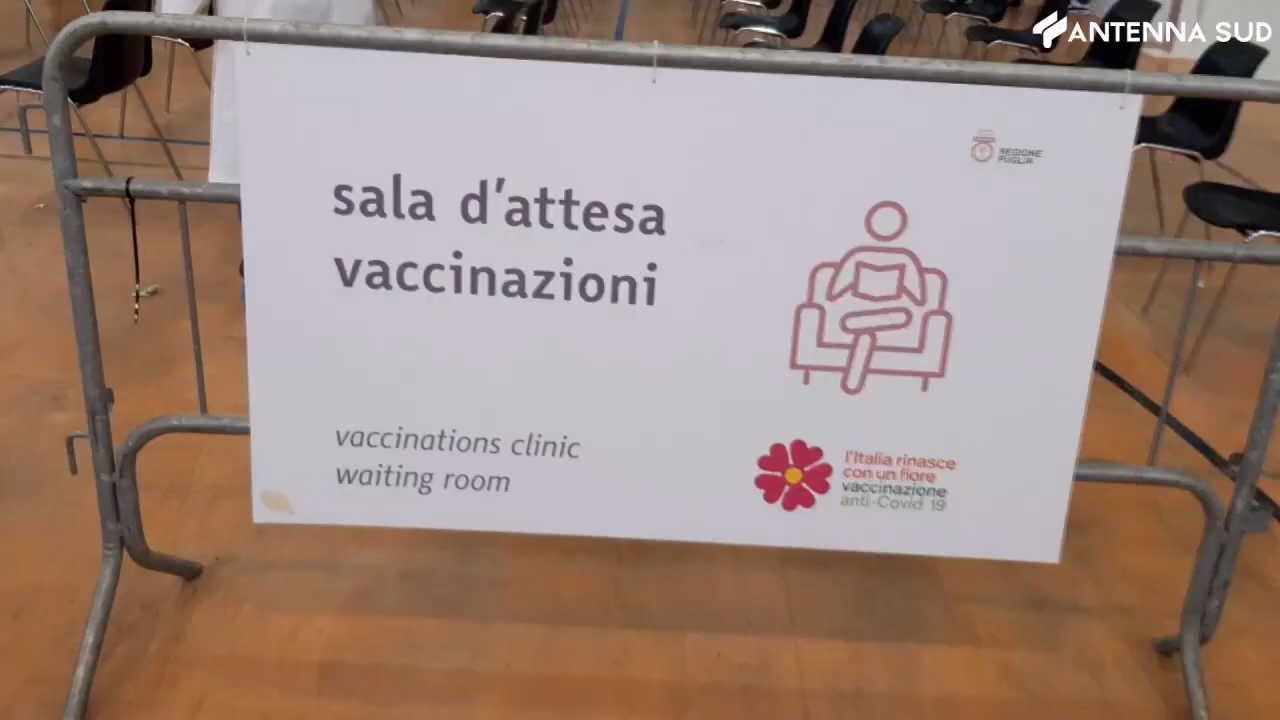 ANTENNA SUD
REGIONE
PUGLIA
sala d'attesa
vaccinazioni
vaccinations clinic
waiting room
l'Italia rinasce
con un fiore
vaccinazione
anti-Covid 19